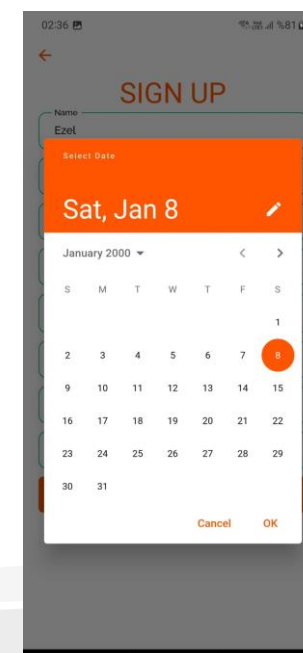 02:36 %81
SIGN UP
Name
Ezel
Select Date
Sat, Jan 8
January 2000
S M T W T F S
1
2 3 4 5 6 7 8
9 10 11 12 13 14 15
16 17 18 19 20 21 22
23 24 25 26 27 28 29
30 31
Cancel OK